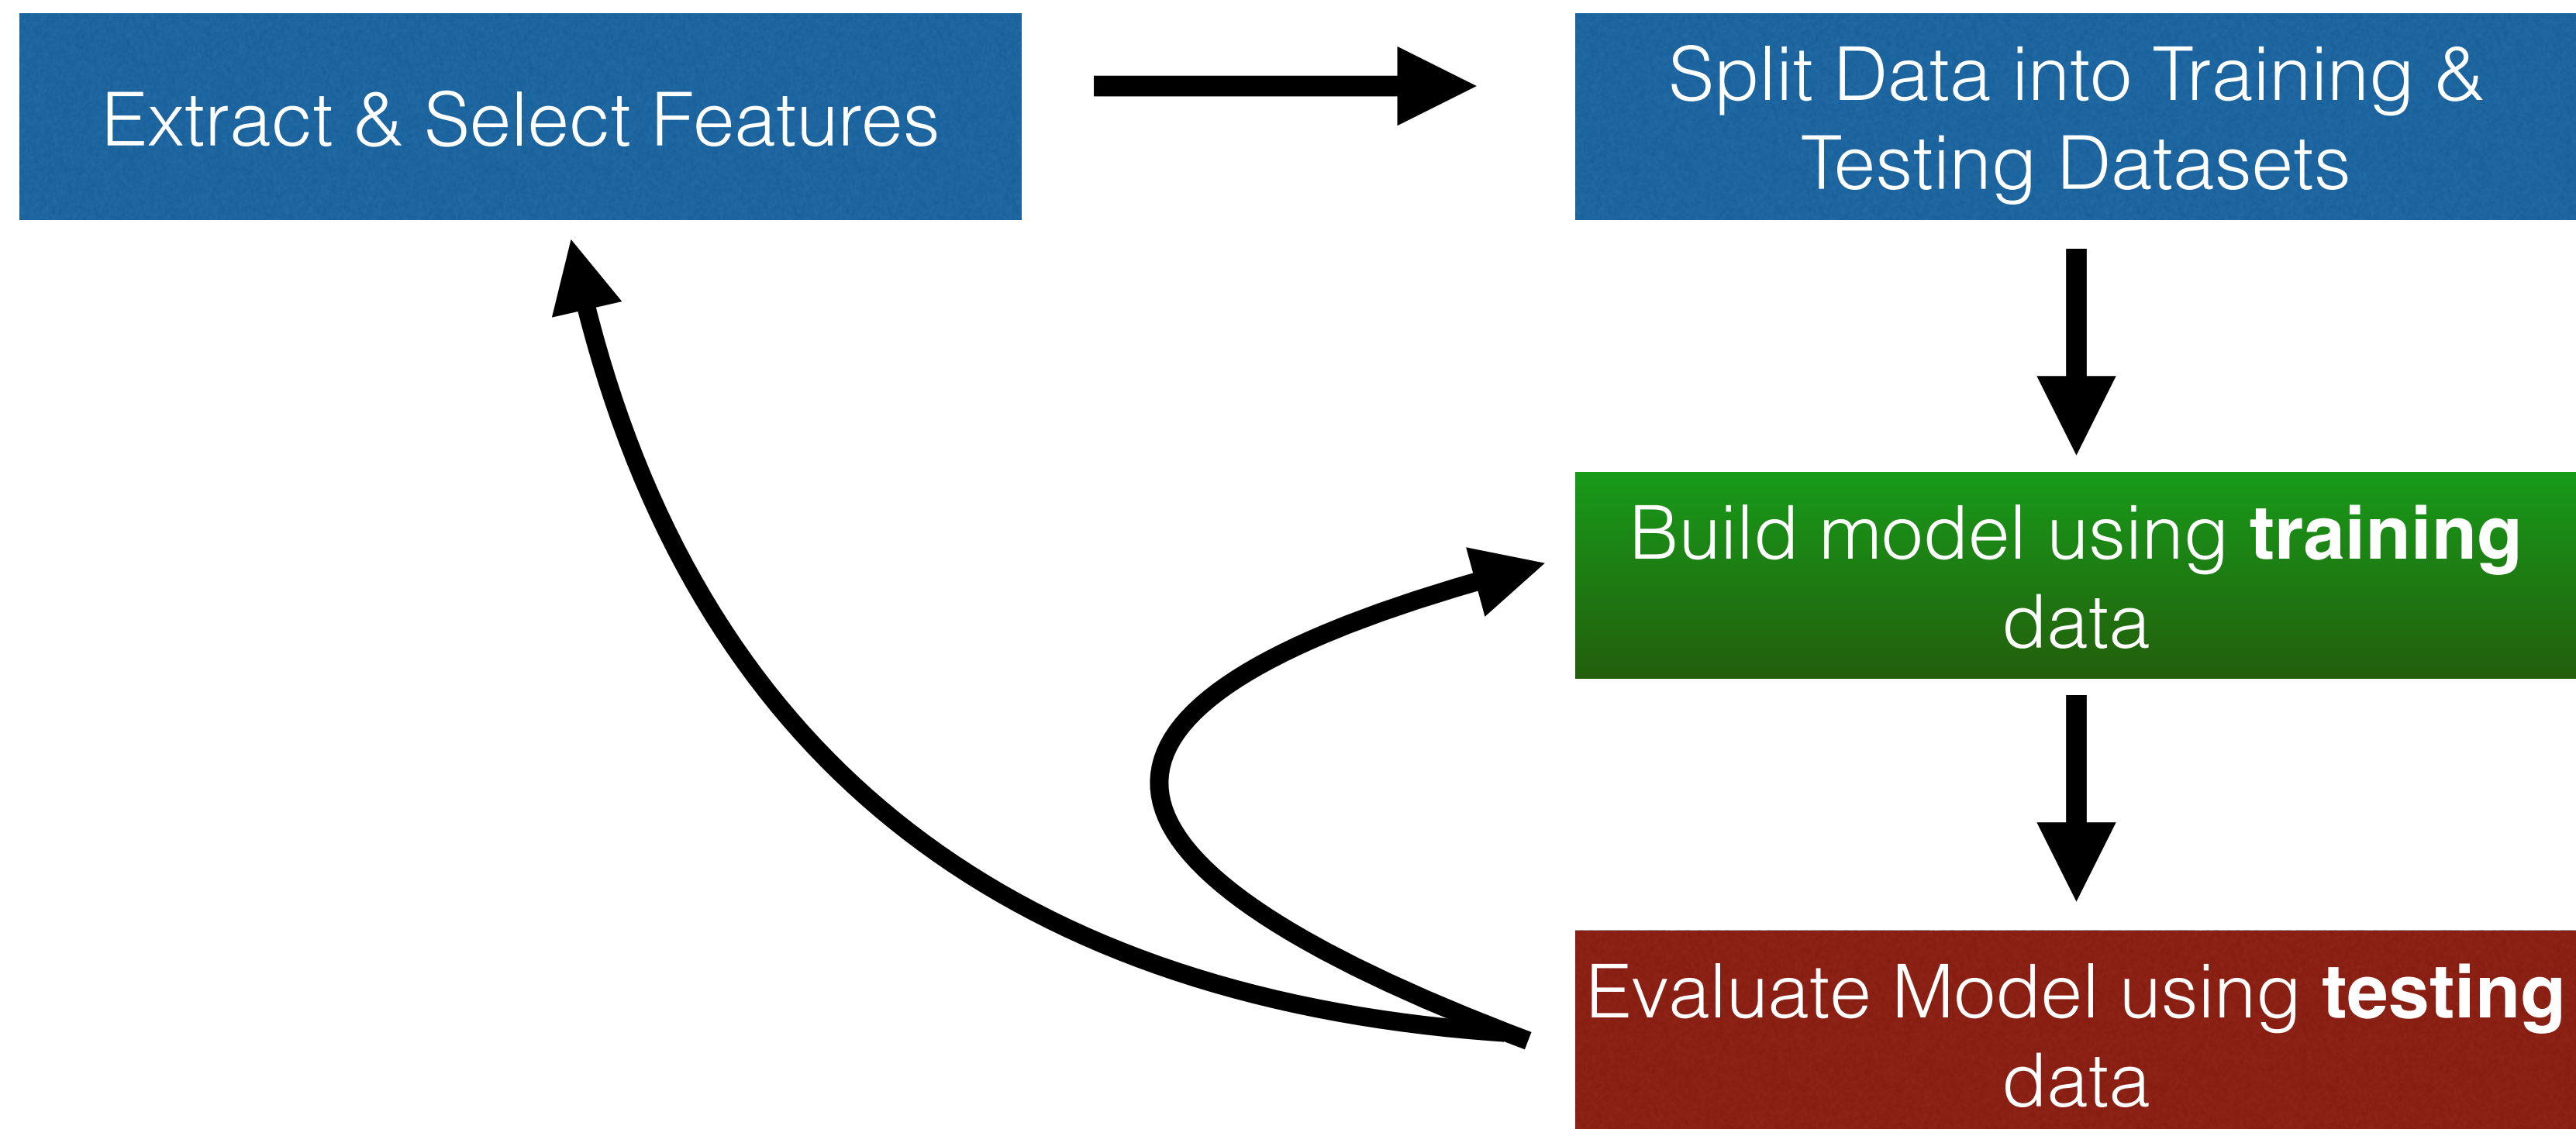 Extract & Select Features
Split Data into Training &
Testing Datasets
Build model using training
data
Evaluate Model using testing
data